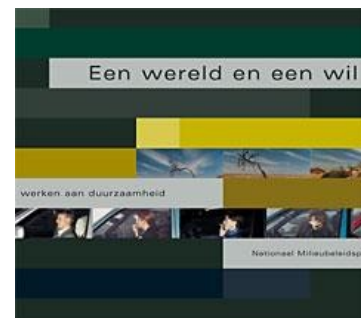 Een wereld en een wil
werken aan duurzaamheid
Nationaal Milieubeleidsp